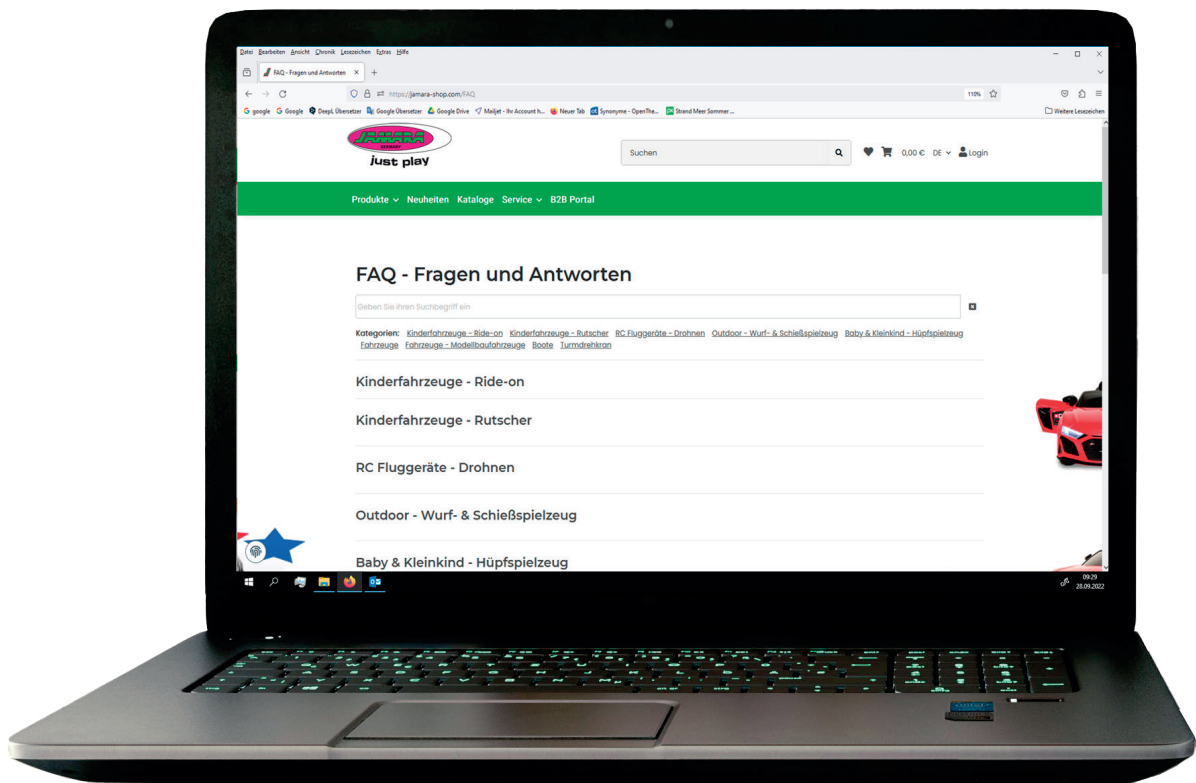 Datei Bearbeiten Ansicht Chronik Lesezeichen Extras Hilfe
FAQ - Fragen und Antworten
https://jamara-shop.com/FAQ
110%
google Google DeepL Übersetzer Google Übersetzer Google Drive Mailjet - Ihr Account h... Neuer Tab Synonyme - OpenThe... Strand Meer Sommer ... Weitere Lesezeichen
JAMARA
GERMANY
just play
Suchen
0,00 € DE Login
Produkte Neuheiten Kataloge Service B2B Portal
FAQ - Fragen und Antworten
Geben Sie ihren Suchbegriff ein
Kategorien: Kinderfahrzeuge - Ride-on Kinderfahrzeuge - Rutscher RC Fluggeräte - Drohnen Outdoor - Wurf- & Schießspielzeug Baby & Kleinkind - Hüpfspielzeug
Fahrzeuge Fahrzeuge - Modellbaufahrzeuge Boote Turmdrehkran
Kinderfahrzeuge - Ride-on
Kinderfahrzeuge - Rutscher
RC Fluggeräte - Drohnen
Outdoor - Wurf- & Schießspielzeug
Baby & Kleinkind - Hüpfspielzeug
09:29
28.09.2022